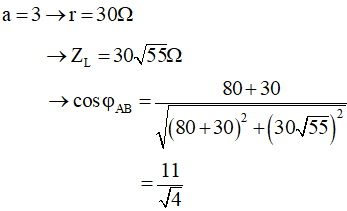 a = 3 → r = 30Ω
→ Z_L = 30√55Ω
→ cosφ_AB = (80 + 30) / √((80 + 30)² + (30√55)²)
= 11 / √4